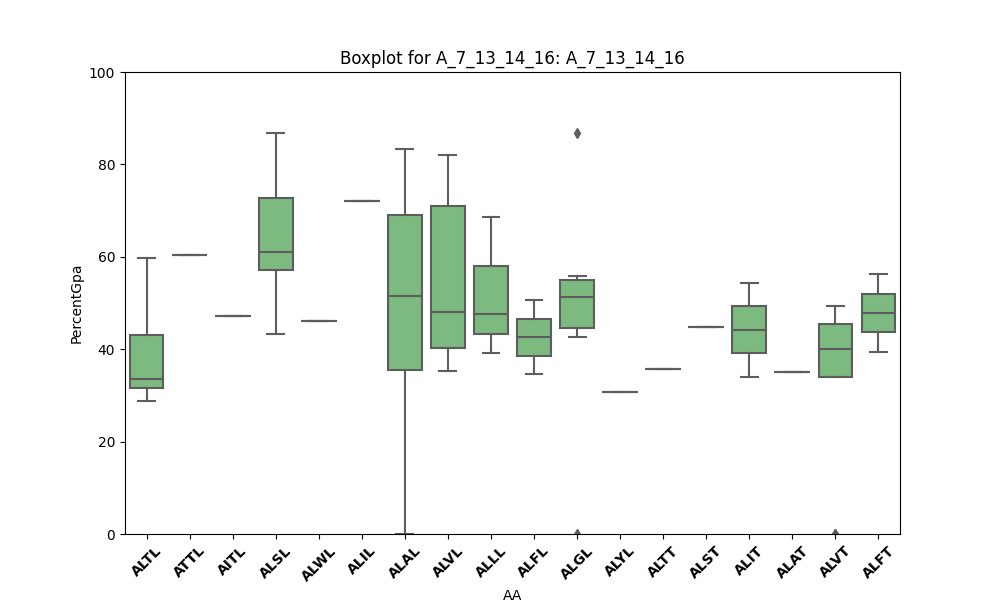 Boxplot for A_7_13_14_16: A_7_13_14_16
100
80
60
40
20
0
PercentGpa
ALTL ATTL AITL ALSL ALWL ALIL ALAL ALVL ALLL ALFL ALGL ALYL ALTT ALST ALIT ALAT ALVT ALFT
AA